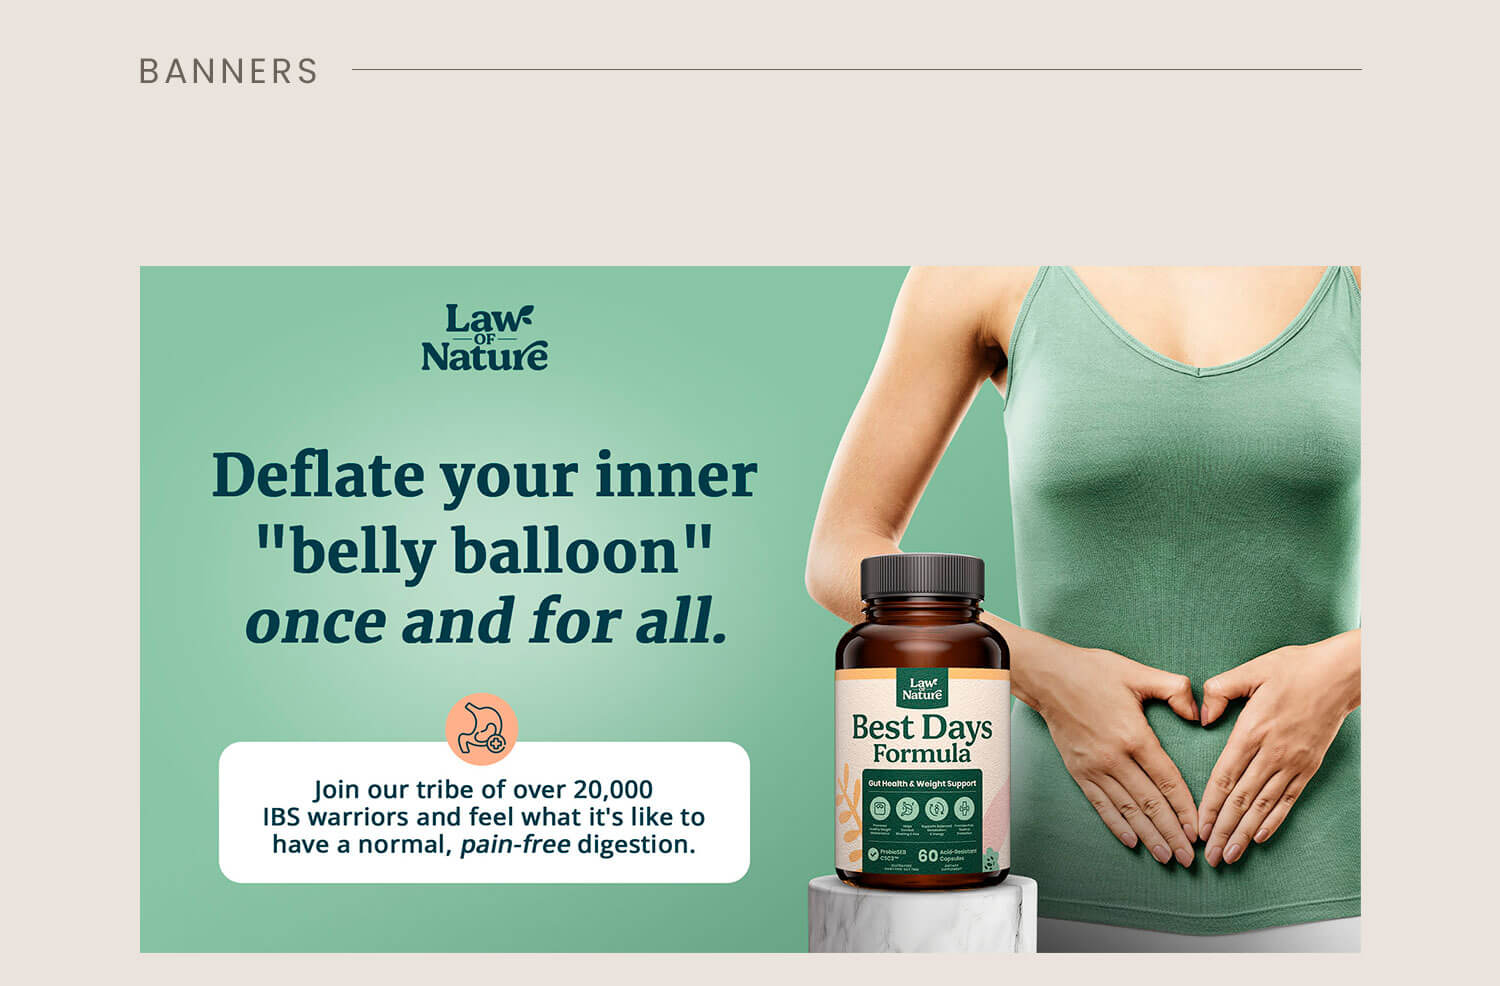 BANNERS
Law
OF
Nature
Deflate your inner
"belly balloon"
once and for all.
Join our tribe of over 20,000
IBS warriors and feel what it's like to
have a normal, pain-free digestion.
Law
OF
Nature
Best Days
Formula
Gut Health & Weight Support
ProbioSEB
CSC3™
60 Acid-Resistant
Capsules